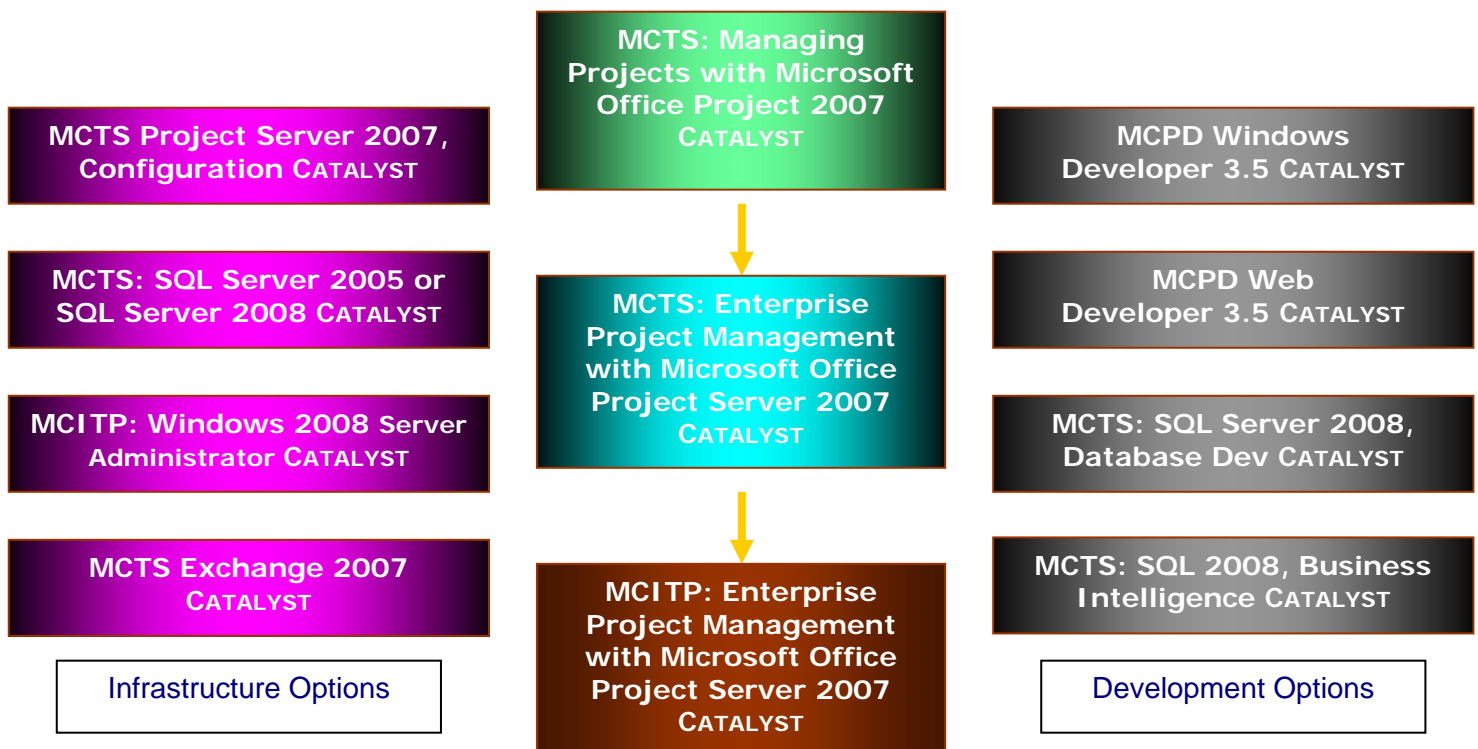 MCTS Project Server 2007,
Configuration CATALYST
MCTS: SQL Server 2005 or
SQL Server 2008 CATALYST
MCITP: Windows 2008 Server
Administrator CATALYST
MCTS Exchange 2007
CATALYST
Infrastructure Options
MCTS: Managing
Projects with Microsoft
Office Project 2007
CATALYST
MCTS: Enterprise
Project Management
with Microsoft Office
Project Server 2007
CATALYST
MCITP: Enterprise
Project Management
with Microsoft Office
Project Server 2007
CATALYST
MCPD Windows
Developer 3.5 CATALYST
MCPD Web
Developer 3.5 CATALYST
MCTS: SQL Server 2008,
Database Dev CATALYST
MCTS: SQL 2008, Business
Intelligence CATALYST
Development Options